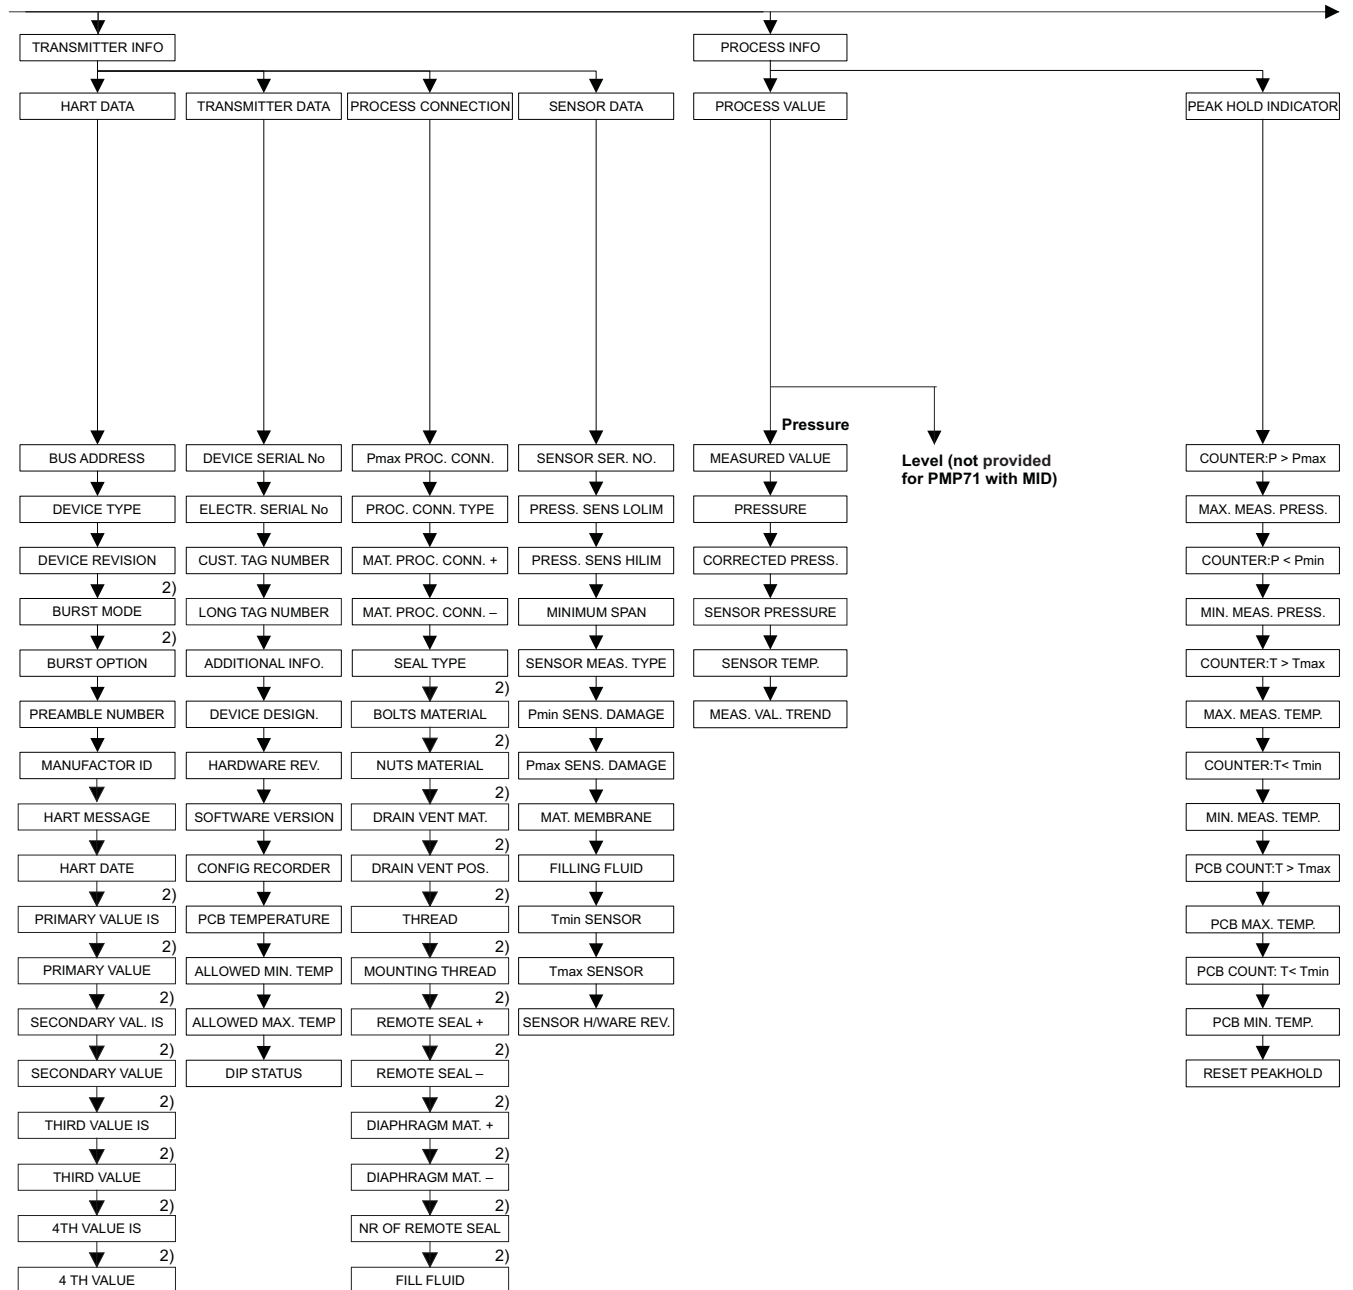 TRANSMITTER INFO
PROCESS INFO
HART DATA
TRANSMITTER DATA
PROCESS CONNECTION
SENSOR DATA
PROCESS VALUE
PEAK HOLD INDICATOR
BUS ADDRESS
DEVICE TYPE
DEVICE REVISION
2)
BURST MODE
2)
BURST OPTION
PREAMBLE NUMBER
MANUFACTOR ID
HART MESSAGE
HART DATE
2)
PRIMARY VALUE IS
2)
PRIMARY VALUE
2)
SECONDARY VAL. IS
2)
SECONDARY VALUE
2)
THIRD VALUE IS
2)
THIRD VALUE
2)
4TH VALUE IS
2)
4 TH VALUE
DEVICE SERIAL No
ELECTR. SERIAL No
CUST. TAG NUMBER
LONG TAG NUMBER
ADDITIONAL INFO.
DEVICE DESIGN.
HARDWARE REV.
SOFTWARE VERSION
CONFIG RECORDER
PCB TEMPERATURE
ALLOWED MIN. TEMP
ALLOWED MAX. TEMP
DIP STATUS
Pmax PROC. CONN.
PROC. CONN. TYPE
MAT. PROC. CONN. +
MAT. PROC. CONN. –
SEAL TYPE
2)
BOLTS MATERIAL
2)
NUTS MATERIAL
2)
DRAIN VENT MAT.
2)
DRAIN VENT POS.
2)
THREAD
2)
MOUNTING THREAD
2)
REMOTE SEAL +
2)
REMOTE SEAL –
2)
DIAPHRAGM MAT. +
2)
DIAPHRAGM MAT. –
2)
NR OF REMOTE SEAL
2)
FILL FLUID
SENSOR SER. NO.
PRESS. SENS LOLIM
PRESS. SENS HILIM
MINIMUM SPAN
SENSOR MEAS. TYPE
Pmin SENS. DAMAGE
Pmax SENS. DAMAGE
MAT. MEMBRANE
FILLING FLUID
Tmin SENSOR
Tmax SENSOR
SENSOR H/WARE REV.
Pressure
MEASURED VALUE
PRESSURE
CORRECTED PRESS.
SENSOR PRESSURE
SENSOR TEMP.
MEAS. VAL. TREND
Level (not provided
for PMP71 with MID)
COUNTER:P > Pmax
MAX. MEAS. PRESS.
COUNTER:P < Pmin
MIN. MEAS. PRESS.
COUNTER:T > Tmax
MAX. MEAS. TEMP.
COUNTER:T< Tmin
MIN. MEAS. TEMP.
PCB COUNT:T > Tmax
PCB MAX. TEMP.
PCB COUNT: T< Tmin
PCB MIN. TEMP.
RESET PEAKHOLD